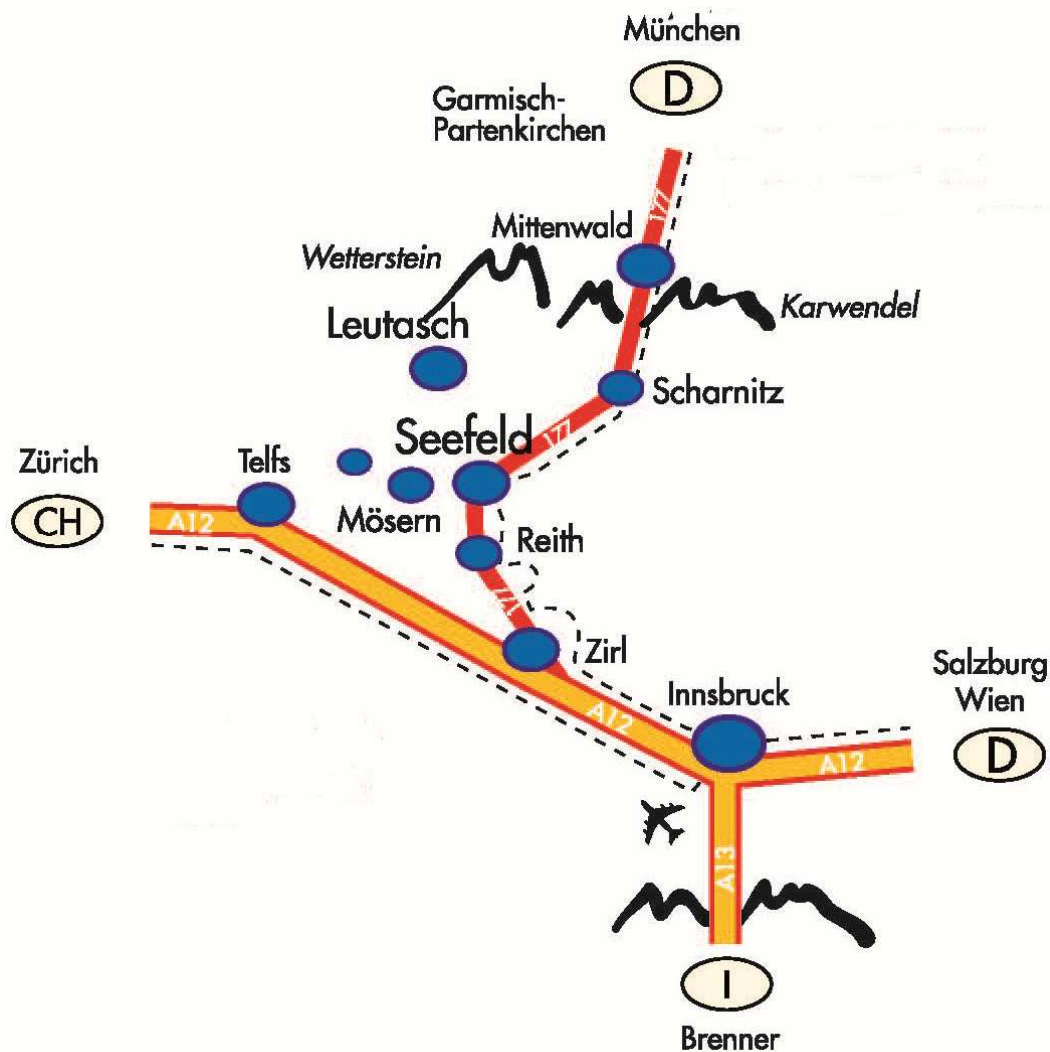 München
D
Garmisch-
Partenkirchen
177
Mittenwald
Wetterstein
Karwendel
Leutasch
Scharnitz
Seefeld
177
Zürich
Telfs
CH
A12
Mösern
Reith
177
Zirl
Salzburg
Wien
Innsbruck
A12
D
A12
A13
I
Brenner